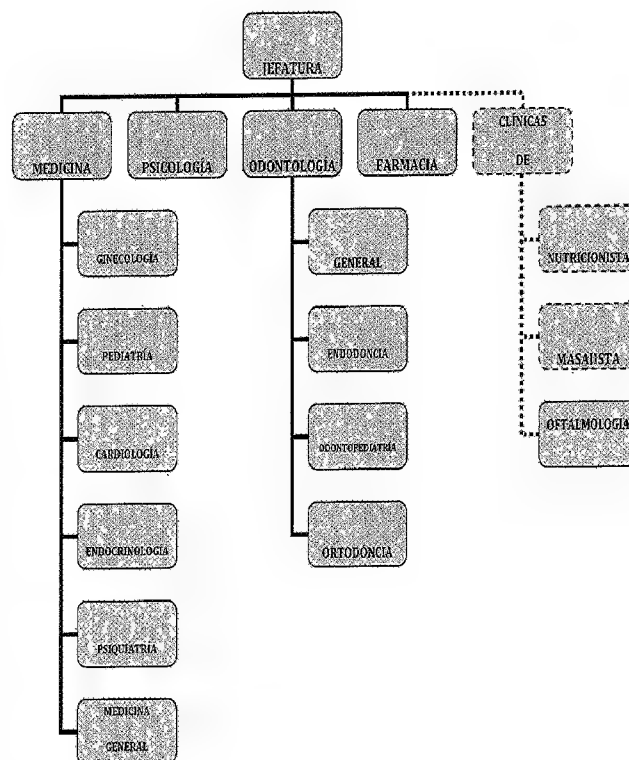 JEFATURA
MEDICINA
PSICOLOGÍA
ODONTOLOGÍA
FARMACIA
CLÍNICAS
DE
GINECOLOGÍA
PEDIATRÍA
CARDIOLOGÍA
ENDOCRINOLOGÍA
PSIQUIATRIA
MEDICINA
GENERAL
GENERAL
ENDODONCIA
ODONTOPEDIATRÍA
ORTODONCIA
NUTRICIONISTA
MASAJISTA
OFTALMOLOGIA